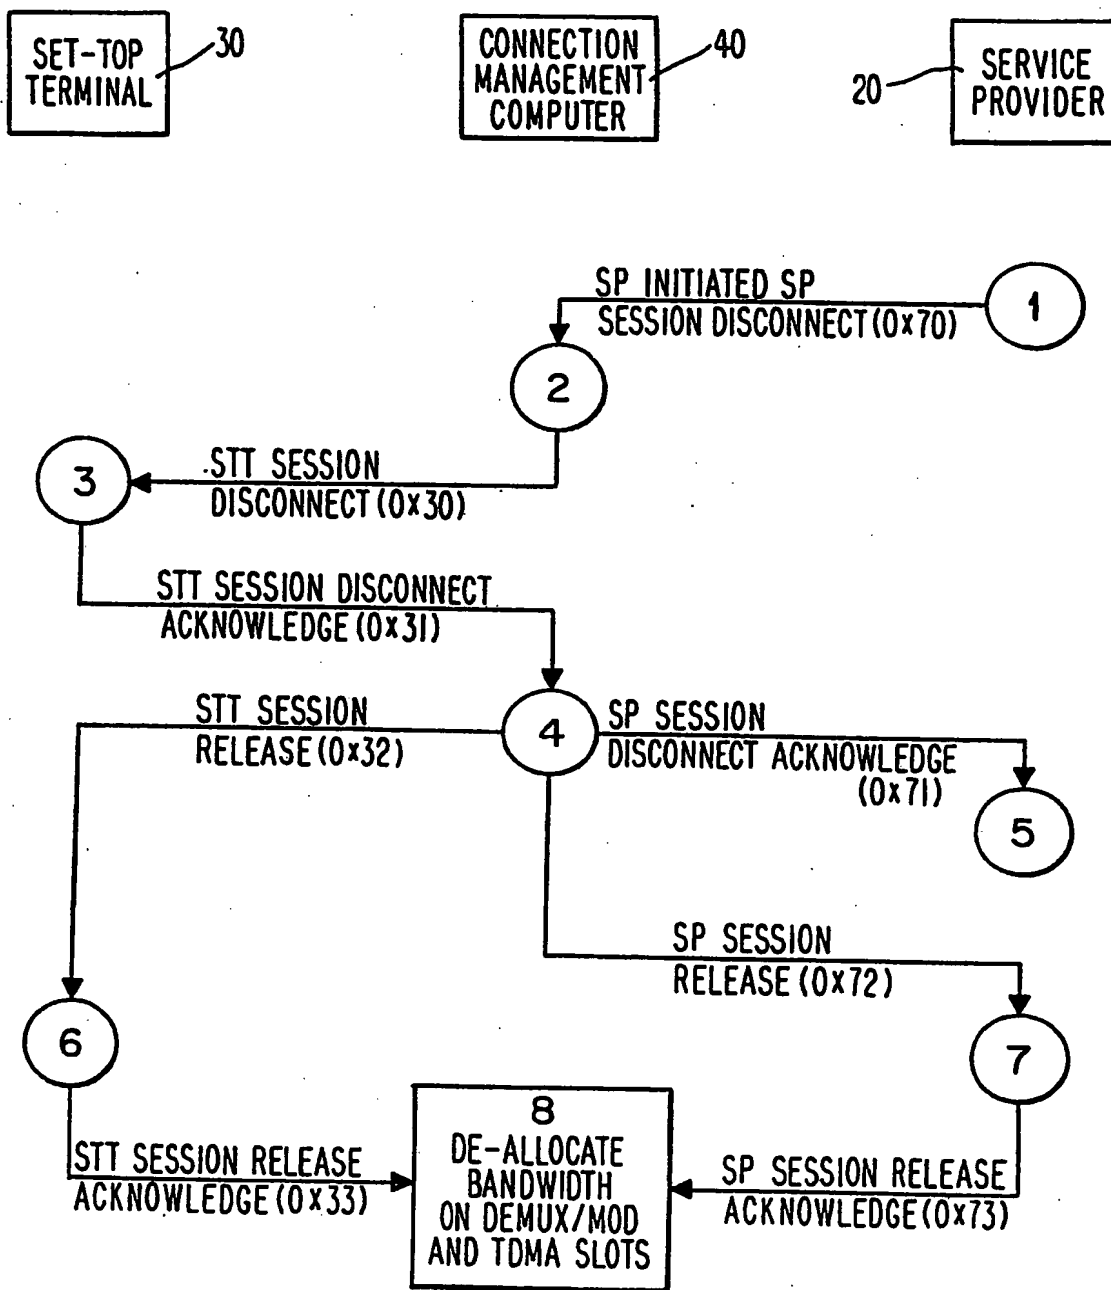 SET-TOP
TERMINAL
30
CONNECTION
MANAGEMENT
COMPUTER
40
20
SERVICE
PROVIDER
SP INITIATED SP
SESSION DISCONNECT(0x70)
1
2
3
STT SESSION
DISCONNECT(0x30)
STT SESSION DISCONNECT
ACKNOWLEDGE(0x31)
STT SESSION
RELEASE(0x32)
4
SP SESSION
DISCONNECT ACKNOWLEDGE
(0x71)
5
SP SESSION
RELEASE(0x72)
6
7
8
DE-ALLOCATE
BANDWIDTH
ON DEMUX/MOD
AND TDMA SLOTS
STT SESSION RELEASE
ACKNOWLEDGE(0x33)
SP SESSION RELEASE
ACKNOWLEDGE(0x73)